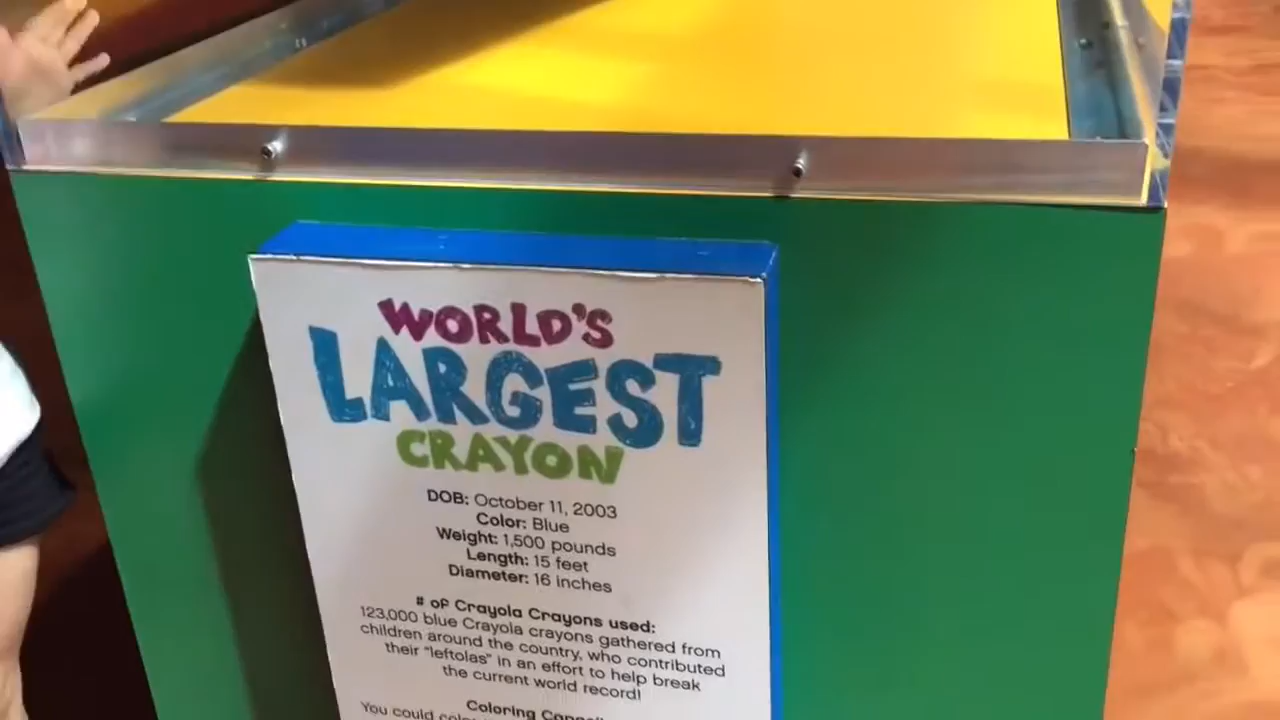 WORLD'S
LARGEST
CRAYON
DOB: October 11, 2003
Color: Blue
Weight: 1,500 pounds
Length: 15 feet
Diameter: 16 inches
# of Crayola Crayons used:
123,000 blue Crayola crayons gathered from
children around the country, who contributed
their "leftolas" in an effort to help break
the current world record!
Coloring
You could